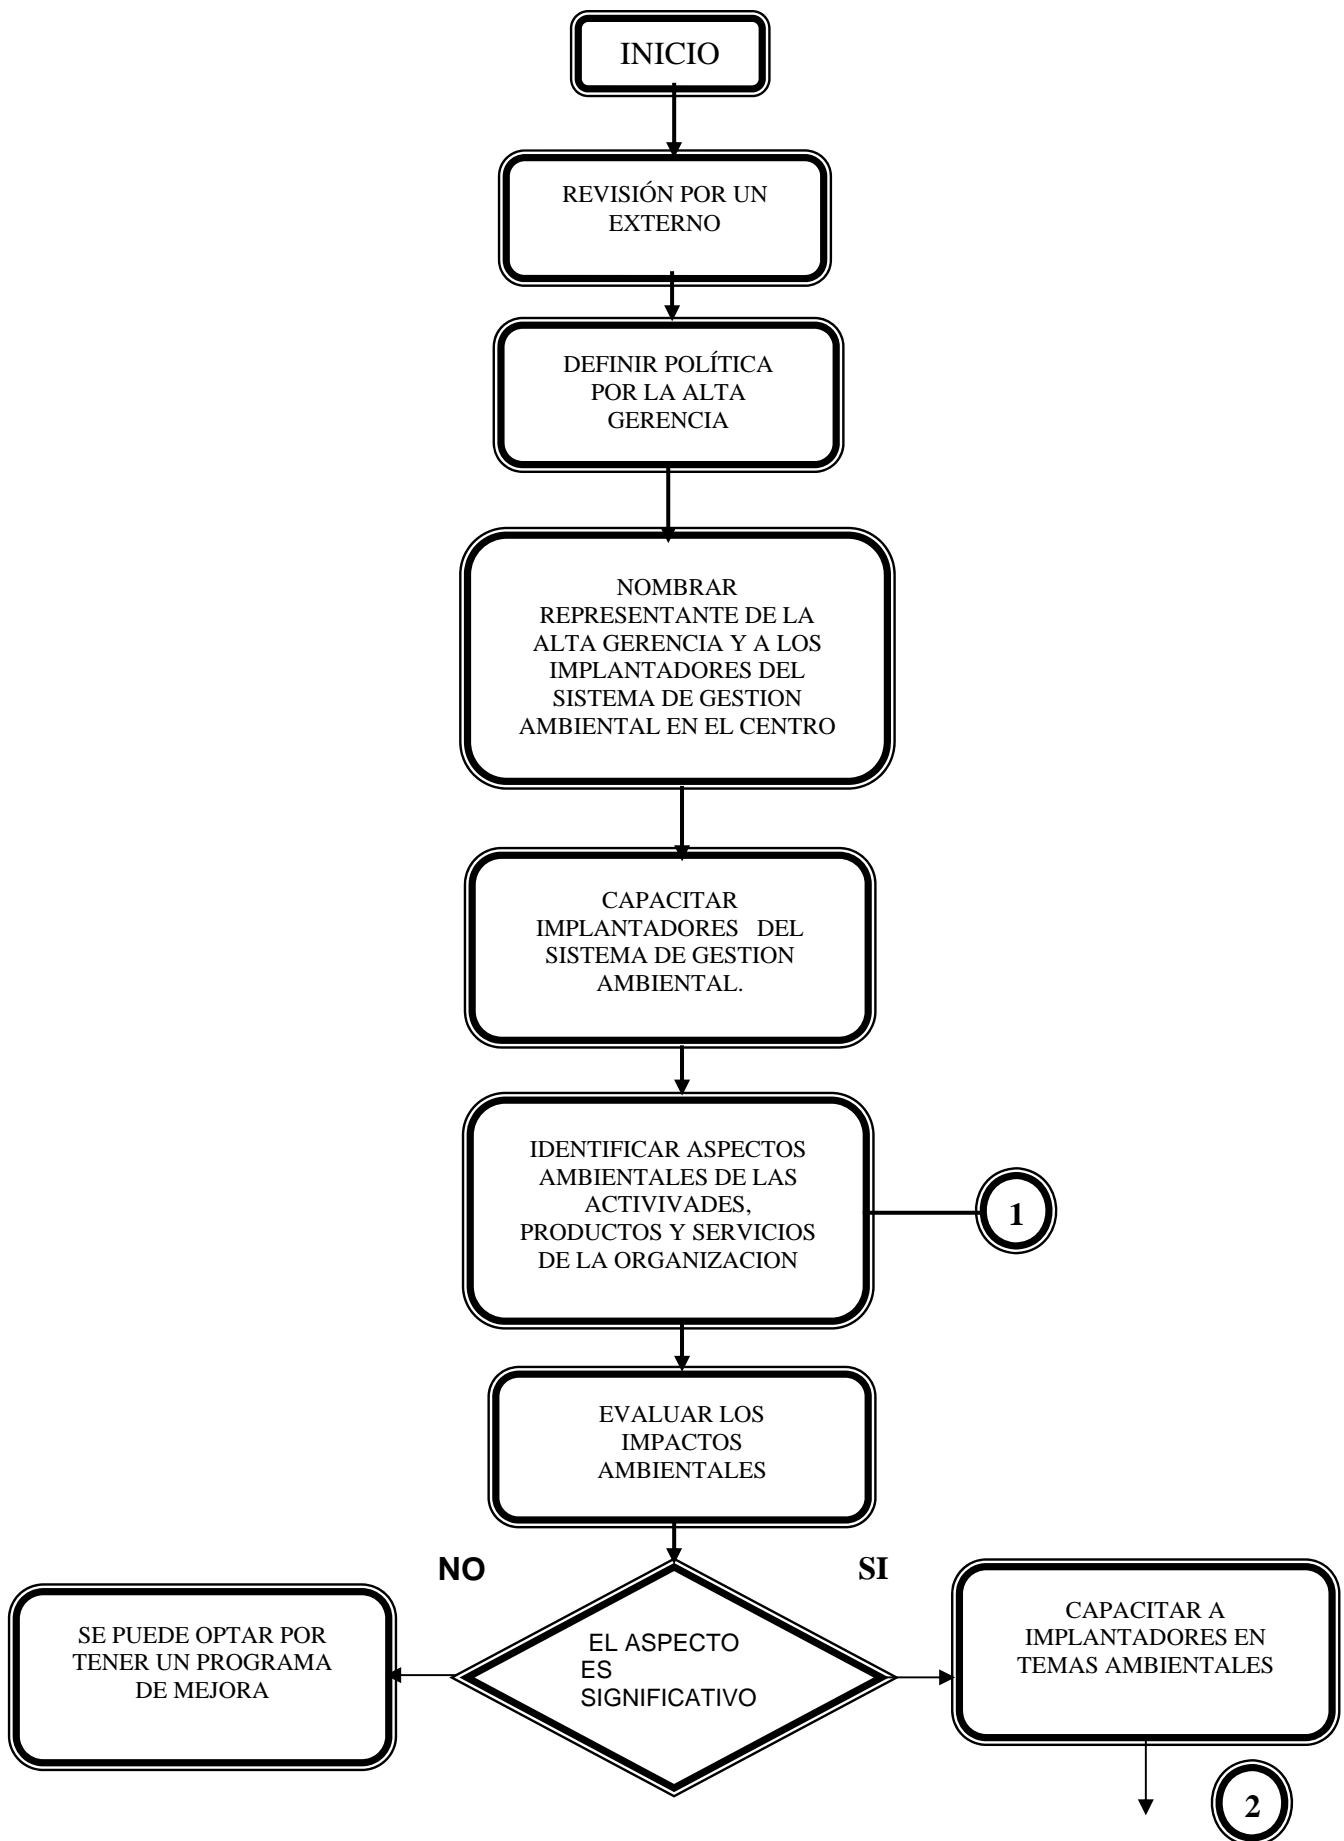 INICIO
REVISIÓN POR UN
EXTERNO
DEFINIR POLÍTICA
POR LA ALTA
GERENCIA
NOMBRAR
REPRESENTANTE DE LA
ALTA GERENCIA Y A LOS
IMPLANTADORES DEL
SISTEMA DE GESTION
AMBIENTAL EN EL CENTRO
CAPACITAR
IMPLANTADORES DEL
SISTEMA DE GESTION
AMBIENTAL.
IDENTIFICAR ASPECTOS
AMBIENTALES DE LAS
ACTIVIVADES,
PRODUCTOS Y SERVICIOS
DE LA ORGANIZACION
1
EVALUAR LOS
IMPACTOS
AMBIENTALES
NO
SI
SE PUEDE OPTAR POR
TENER UN PROGRAMA
DE MEJORA
EL ASPECTO
ES
SIGNIFICATIVO
CAPACITAR A
IMPLANTADORES EN
TEMAS AMBIENTALES
2